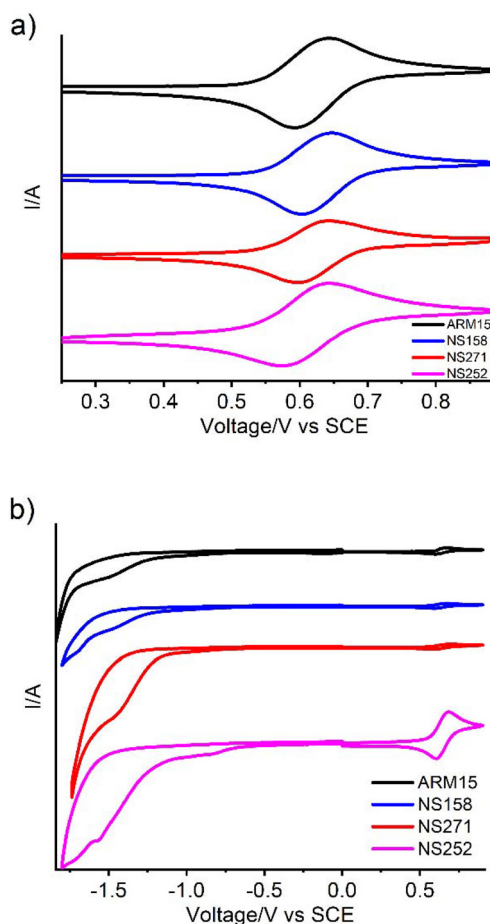 a)
I/A
ARM15
NS158
NS271
NS252
0.3 0.4 0.5 0.6 0.7 0.8
Voltage/V vs SCE
b)
I/A
ARM15
NS158
NS271
NS252
-1.5 -1.0 -0.5 0.0 0.5
Voltage/V vs SCE